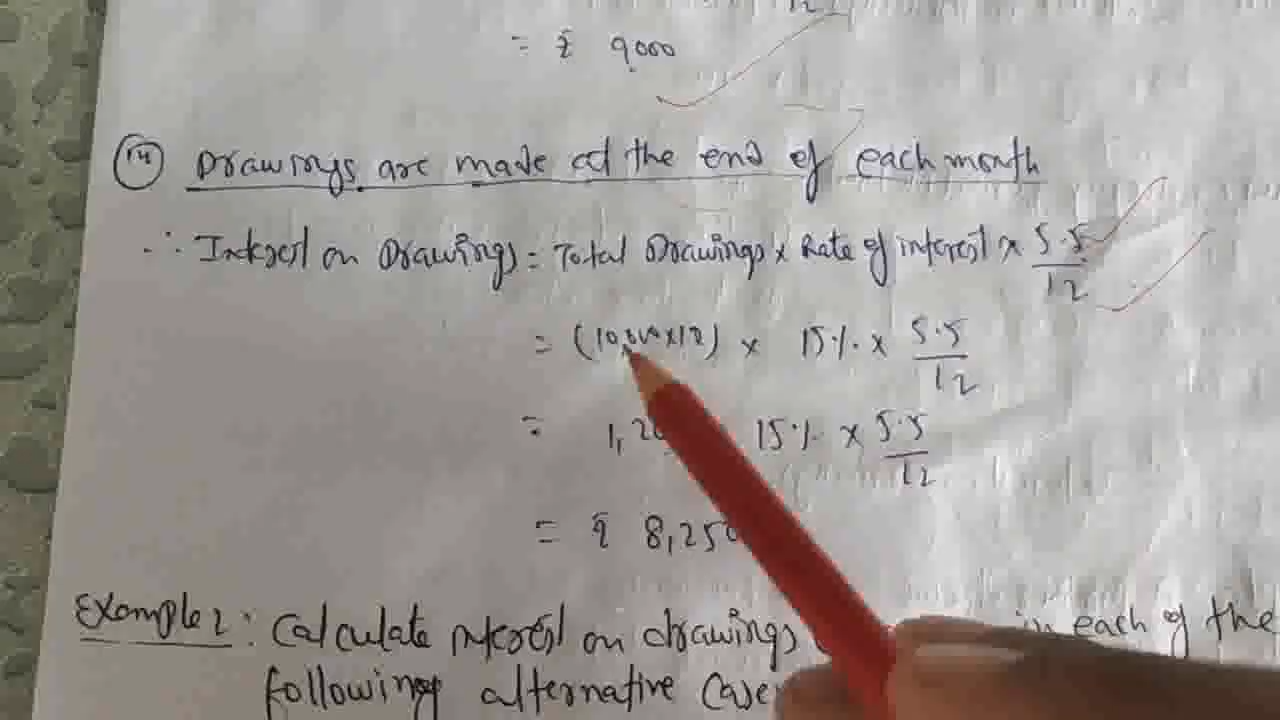 = ₹ 9000
14 Drawings are made at the end of each month
∴ Interest on Drawings = Total Drawings x Rate of interest x 5.5/12
= (10,000x12) x 15% x 5.5/12
= 1,20 15% x 5.5/12
= ₹ 8,250
Example 2: Calculate interest on drawings in each of the
following alternative Case